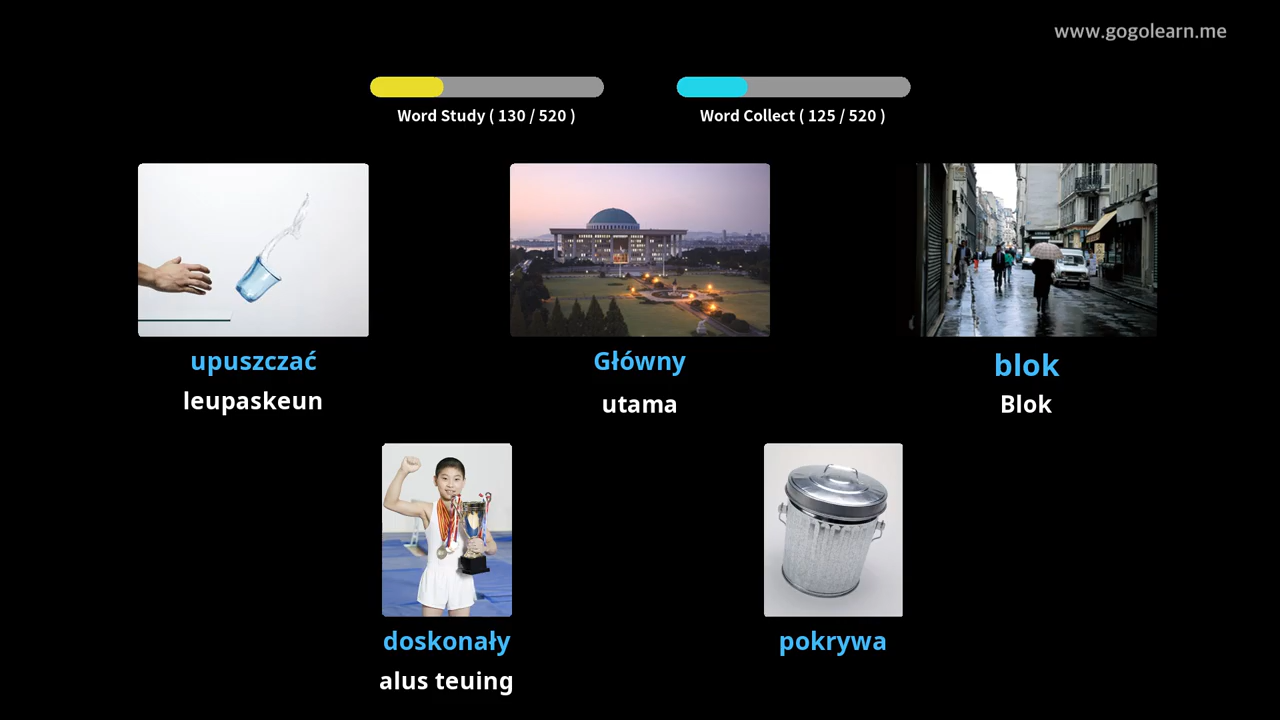 www.gogolearn.me
Word Study ( 130 / 520 )
Word Collect ( 125 / 520 )
upuszczać
leupaskeun
Główny
utama
blok
Blok
doskonały
alus teuing
pokrywa